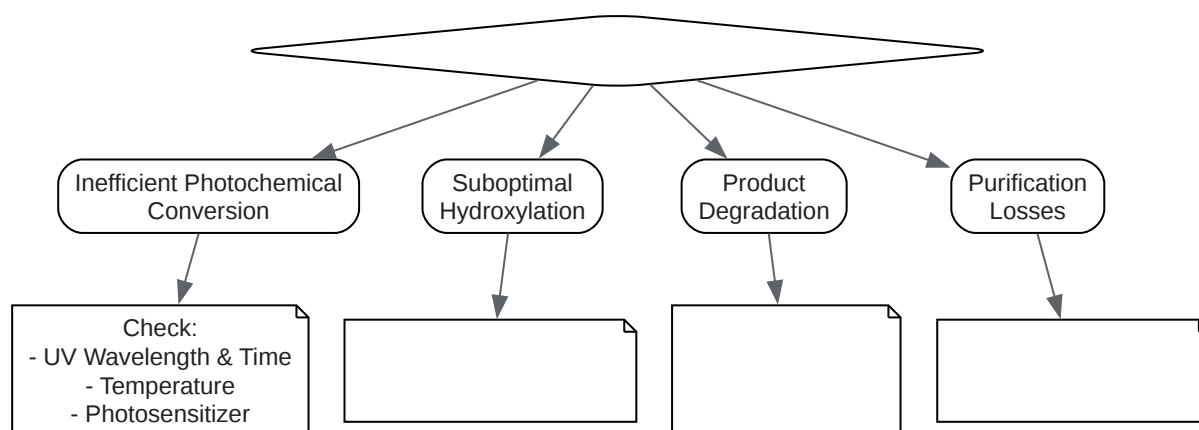 Inefficient Photochemical
Conversion
Suboptimal
Hydroxylation
Product
Degradation
Purification
Losses
Check:
- UV Wavelength & Time
- Temperature
- Photosensitizer